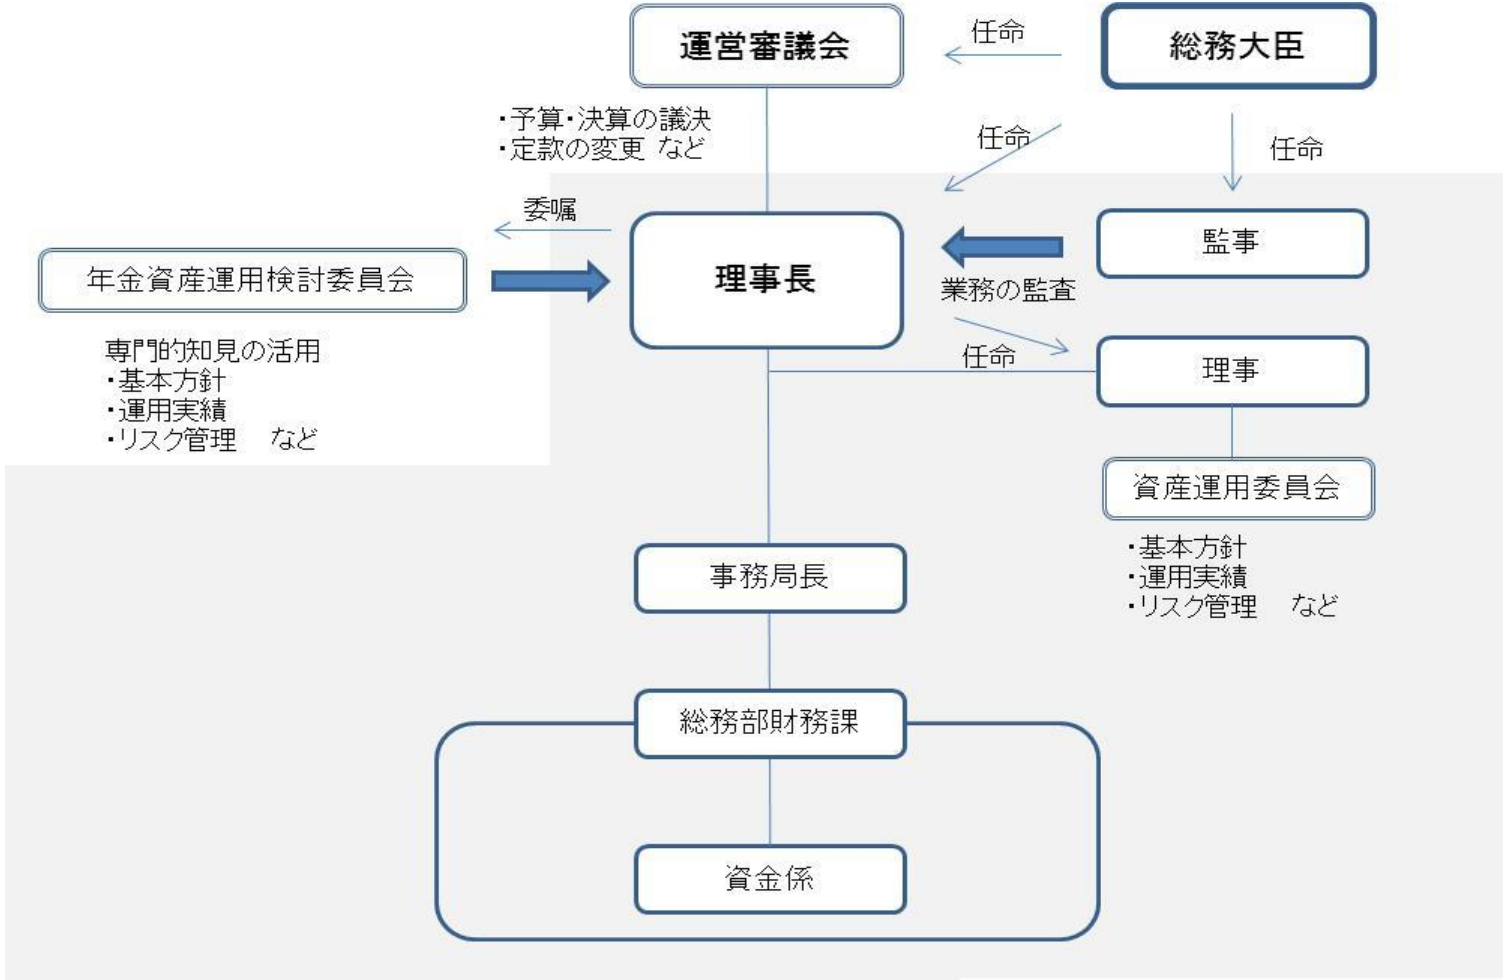 運営審議会
任命
総務大臣
・予算・決算の議決
・定款の変更 など
任命
任命
委嘱
年金資産運用検討委員会
理事長
監事
業務の監査
専門的知見の活用
・基本方針
・運用実績
・リスク管理 など
任命
理事
資産運用委員会
・基本方針
・運用実績
・リスク管理 など
事務局長
総務部財務課
資金係